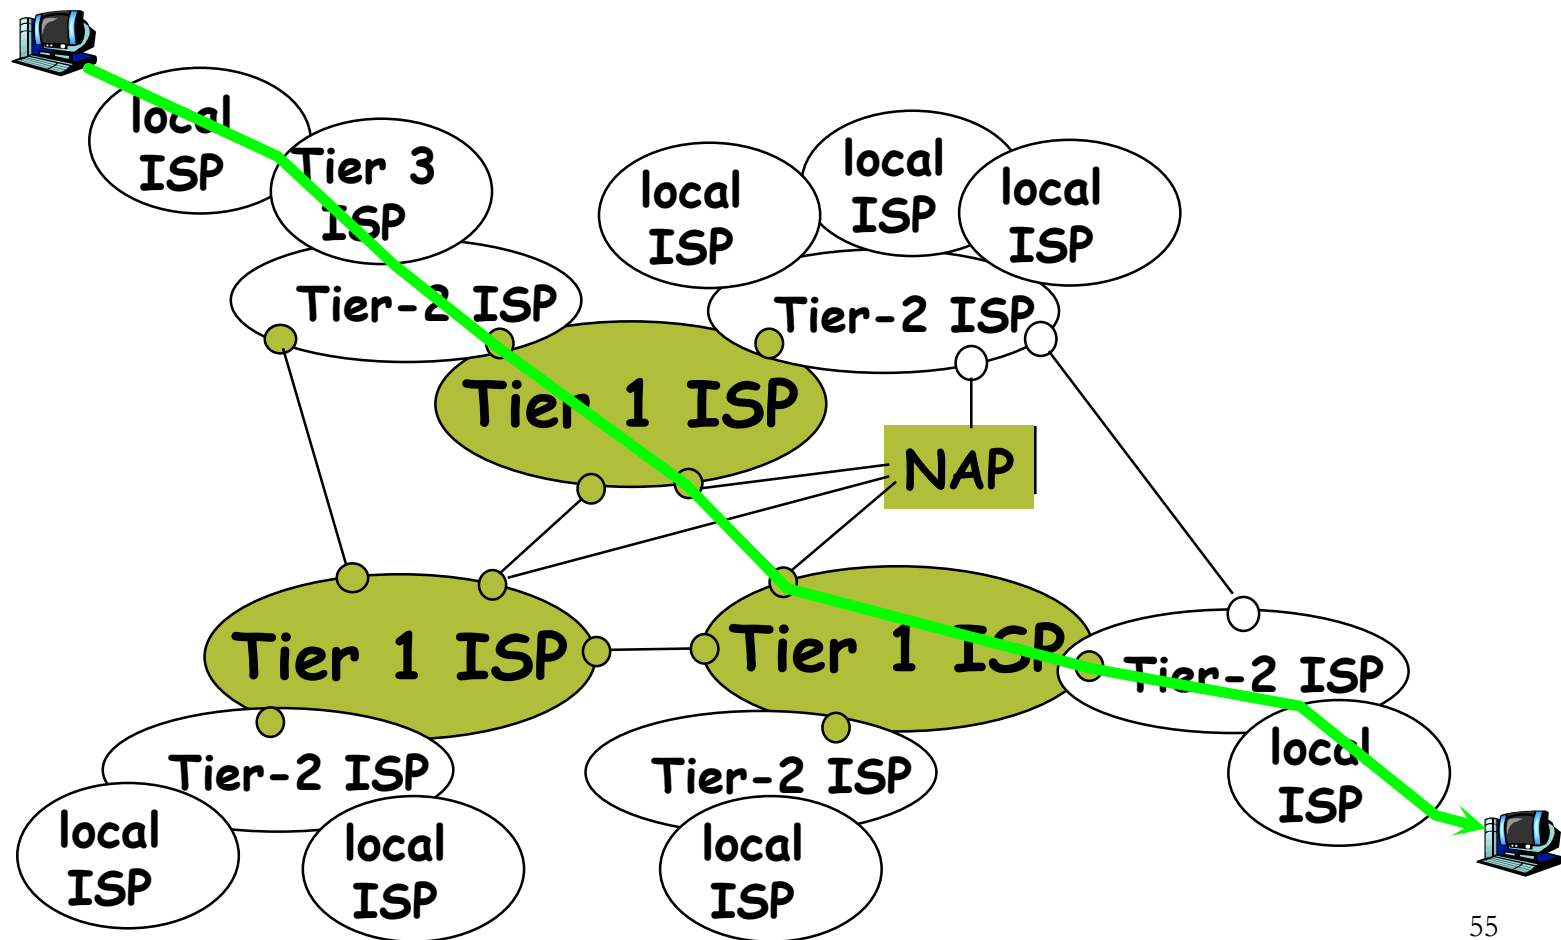 local
ISP
Tier 3
ISP
local
ISP
local
ISP
local
ISP
Tier-2 ISP
Tier-2 ISP
Tier 1 ISP
NAP
Tier 1 ISP
Tier 1 ISP
Tier-2 ISP
Tier-2 ISP
Tier-2 ISP
local
ISP
local
ISP
local
ISP
local
ISP
55